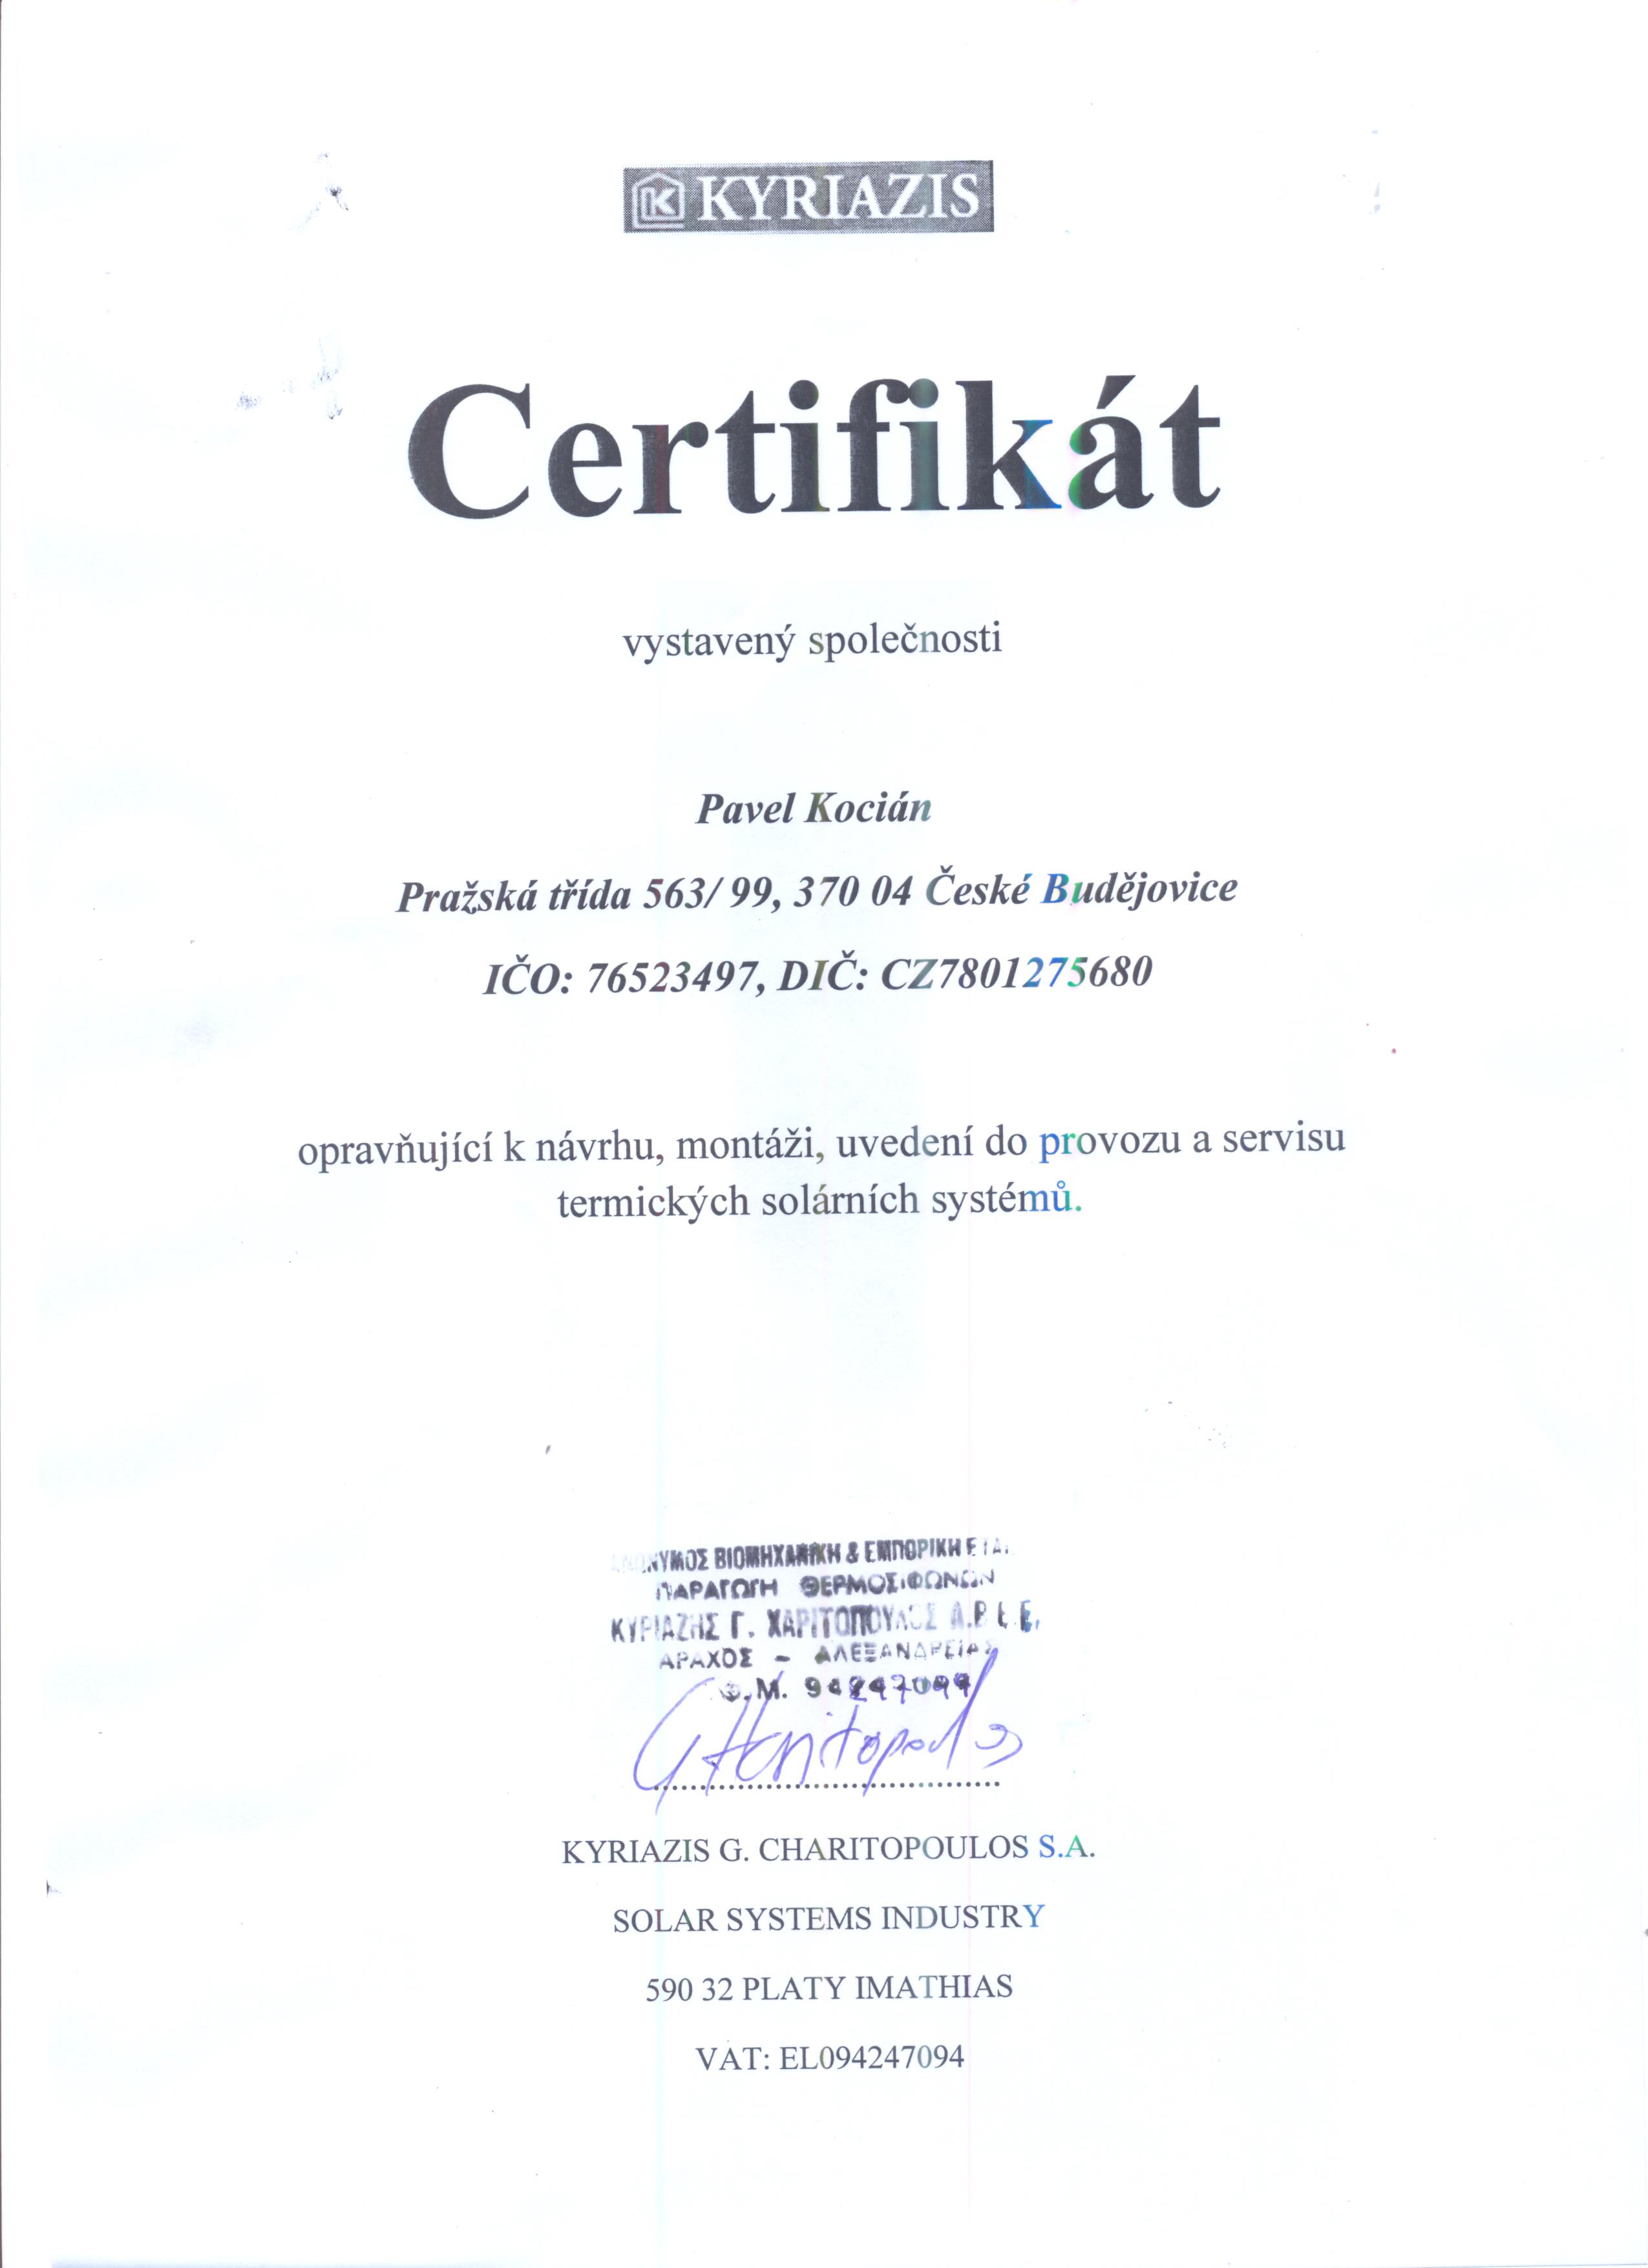 KYRIAZIS
Certifikát
vystavený společnosti
Pavel Kocián
Pražská třída 563/ 99, 370 04 České Budějovice
IČO: 76523497, DIČ: CZ7801275680
opravňující k návrhu, montáži, uvedení do provozu a servisu
termických solárních systémů.
ΒΙΟΜΗΧΑΝΙΚΗ & ΕΜΠΟΡΙΚΗ
ΠΑΡΑΓΩΓΗ ΘΕΡΜΟΣΙΦΩΝΩΝ
ΚΥΡΙΑΖΗΣ Γ. ΧΑΡΙΤΟΠΟΥΛΟΣ Α.Β.Ε.Ε.
ΑΡΑΧΟΣ - ΑΛΕΞΑΝΔΡΕΙΑΣ
KYRIAZIS G. CHARITOPOULOS S.A.
SOLAR SYSTEMS INDUSTRY
590 32 PLATY IMATHIAS
VAT: EL094247094